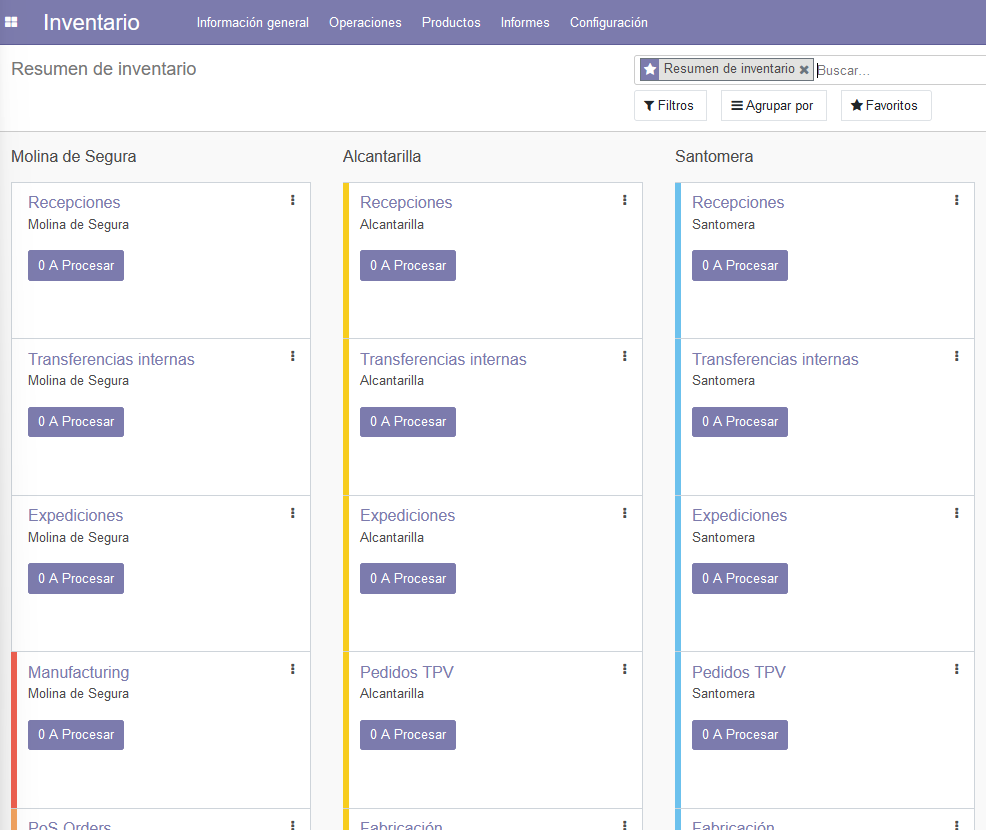 Inventario
Información general Operaciones Productos Informes Configuración
Resumen de inventario
Resumen de inventario Buscar...
Filtros Agrupar por Favoritos
Molina de Segura Alcantarilla Santomera
Recepciones Recepciones Recepciones
Molina de Segura Alcantarilla Santomera
0 A Procesar 0 A Procesar 0 A Procesar
Transferencias internas Transferencias internas Transferencias internas
Molina de Segura Alcantarilla Santomera
0 A Procesar 0 A Procesar 0 A Procesar
Expediciones Expediciones Expediciones
Molina de Segura Alcantarilla Santomera
0 A Procesar 0 A Procesar 0 A Procesar
Manufacturing Pedidos TPV Pedidos TPV
Molina de Segura Alcantarilla Santomera
0 A Procesar 0 A Procesar 0 A Procesar
PoS Orders Fabricación Fabricación